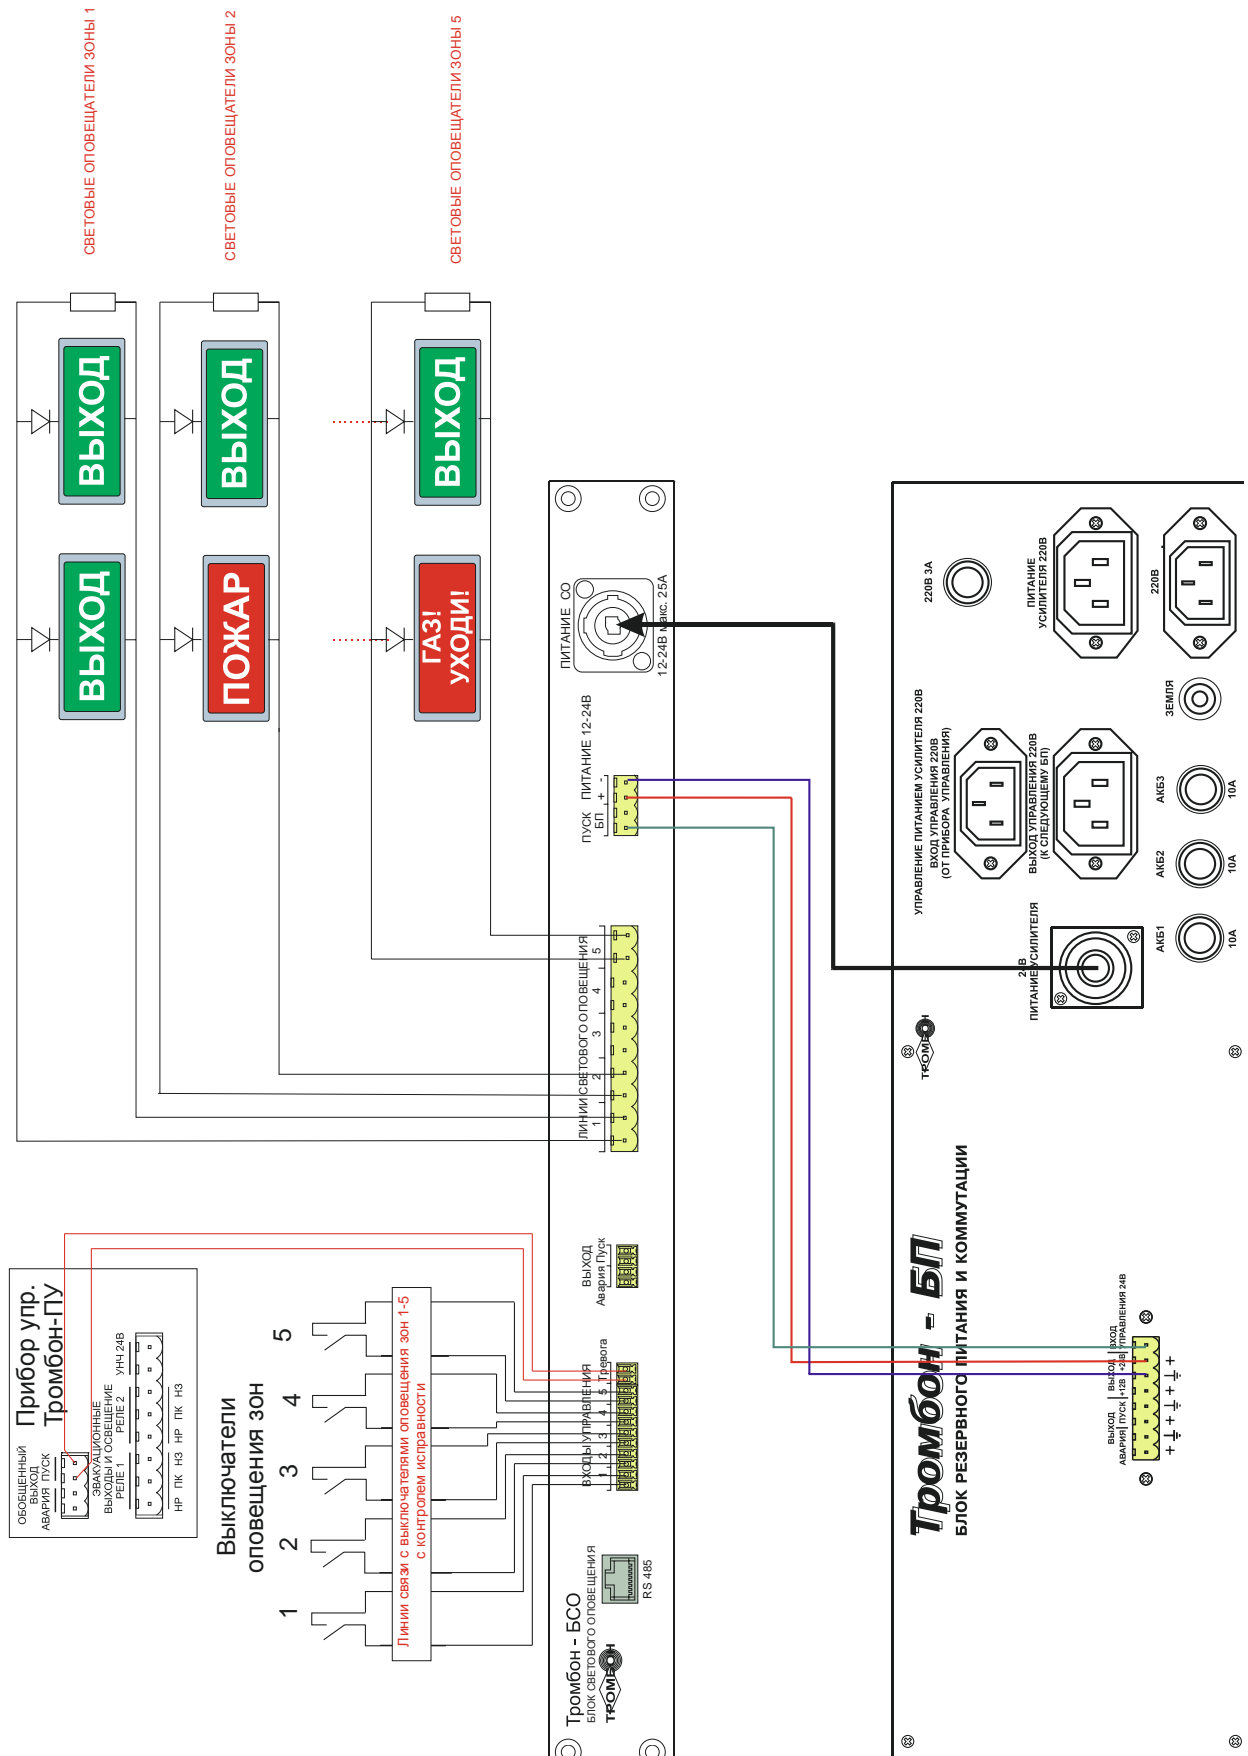 СВЕТОВЫЕ ОПОВЕЩАТЕЛИ ЗОНЫ 1
СВЕТОВЫЕ ОПОВЕЩАТЕЛИ ЗОНЫ 2
СВЕТОВЫЕ ОПОВЕЩАТЕЛИ ЗОНЫ 5
ВЫХОД
ВЫХОД
ПОЖАР
ВЫХОД
ГАЗ!
УХОДИ!
ВЫХОД
Прибор упр.
Тромбон-ПУ
ОБОБЩЕННЫЙ
ВЫХОД
АВАРИЯ ПУСК
ЭВАКУАЦИОННЫЕ
ВЫХОДЫ И ОСВЕЩЕНИЕ
РЕЛЕ 1 РЕЛЕ 2 УНЧ 24В
НР ПК НЗ НР ПК НЗ
Выключатели
оповещения зон
1 2 3 4 5
Линии связи с выключателями оповещения зон 1-5
с контролем исправности
Тромбон - БСО
БЛОК СВЕТОВОГО ОПОВЕЩЕНИЯ
ТРОМБОН
RS 485
ВХОДЫ УПРАВЛЕНИЯ
1 2 3 4 5 Тревога
ВЫХОД
Авария Пуск
ЛИНИИ СВЕТОВОГО ОПОВЕЩЕНИЯ
1 2 3 4 5
ПУСК ПИТАНИЕ 12-24В
БП + -
ПИТАНИЕ СО
12-24В макс. 25А
Тромбон - БП
БЛОК РЕЗЕРВНОГО ПИТАНИЯ И КОММУТАЦИИ
ТРОМБОН
ВЫХОД ВЫХОД ВХОД
АВАРИЯ ПУСК +12В +24В УПРАВЛЕНИЯ 24В
+ + + +
24В
ПИТАНИЕ УСИЛИТЕЛЯ
УПРАВЛЕНИЕ ПИТАНИЕМ УСИЛИТЕЛЯ 220В
ВХОД УПРАВЛЕНИЯ 220В
(ОТ ПРИБОРА УПРАВЛЕНИЯ)
ВЫХОД УПРАВЛЕНИЯ 220В
(К СЛЕДУЮЩЕМУ БП)
АКБ1 АКБ2 АКБ3
10А 10А 10А
ЗЕМЛЯ
220В 3А
ПИТАНИЕ
УСИЛИТЕЛЯ 220В
220В